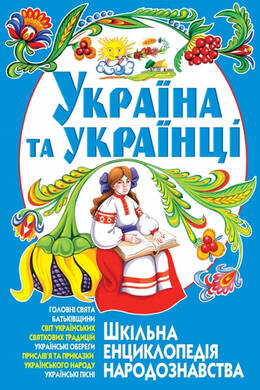 УКРАЇНА
ТА УКРАЇНЦІ
ГОЛОВНІ СВЯТА
БАТЬКІВЩИНИ
СВІТ УКРАЇНСЬКИХ
СВЯТКОВИХ ТРАДИЦІЙ
УКРАЇНСЬКІ ОБЕРЕГИ
ПРИСЛІВ'Я ТА ПРИКАЗКИ
УКРАЇНСЬКОГО НАРОДУ
УКРАЇНСЬКІ ПІСНІ
ШКІЛЬНА
ЕНЦИКЛОПЕДІЯ
НАРОДОЗНАВСТВА